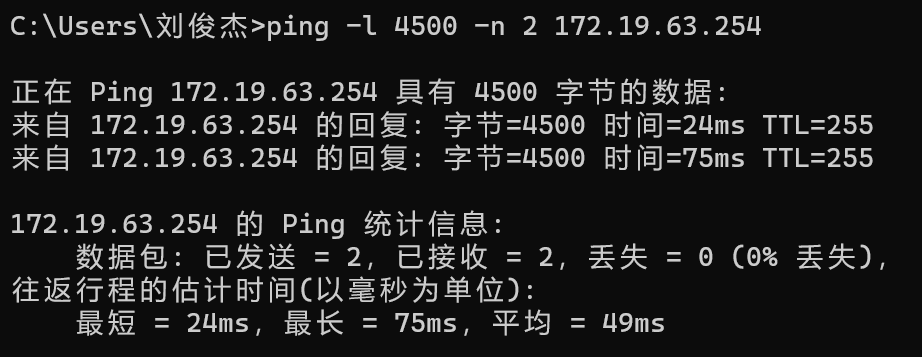 C:\Users\刘俊杰>ping -l 4500 -n 2 172.19.63.254
正在 Ping 172.19.63.254 具有 4500 字节的数据:
来自 172.19.63.254 的回复: 字节=4500 时间=24ms TTL=255
来自 172.19.63.254 的回复: 字节=4500 时间=75ms TTL=255
172.19.63.254 的 Ping 统计信息:
    数据包: 已发送 = 2，已接收 = 2，丢失 = 0 (0% 丢失)，
往返行程的估计时间(以毫秒为单位):
    最短 = 24ms，最长 = 75ms，平均 = 49ms